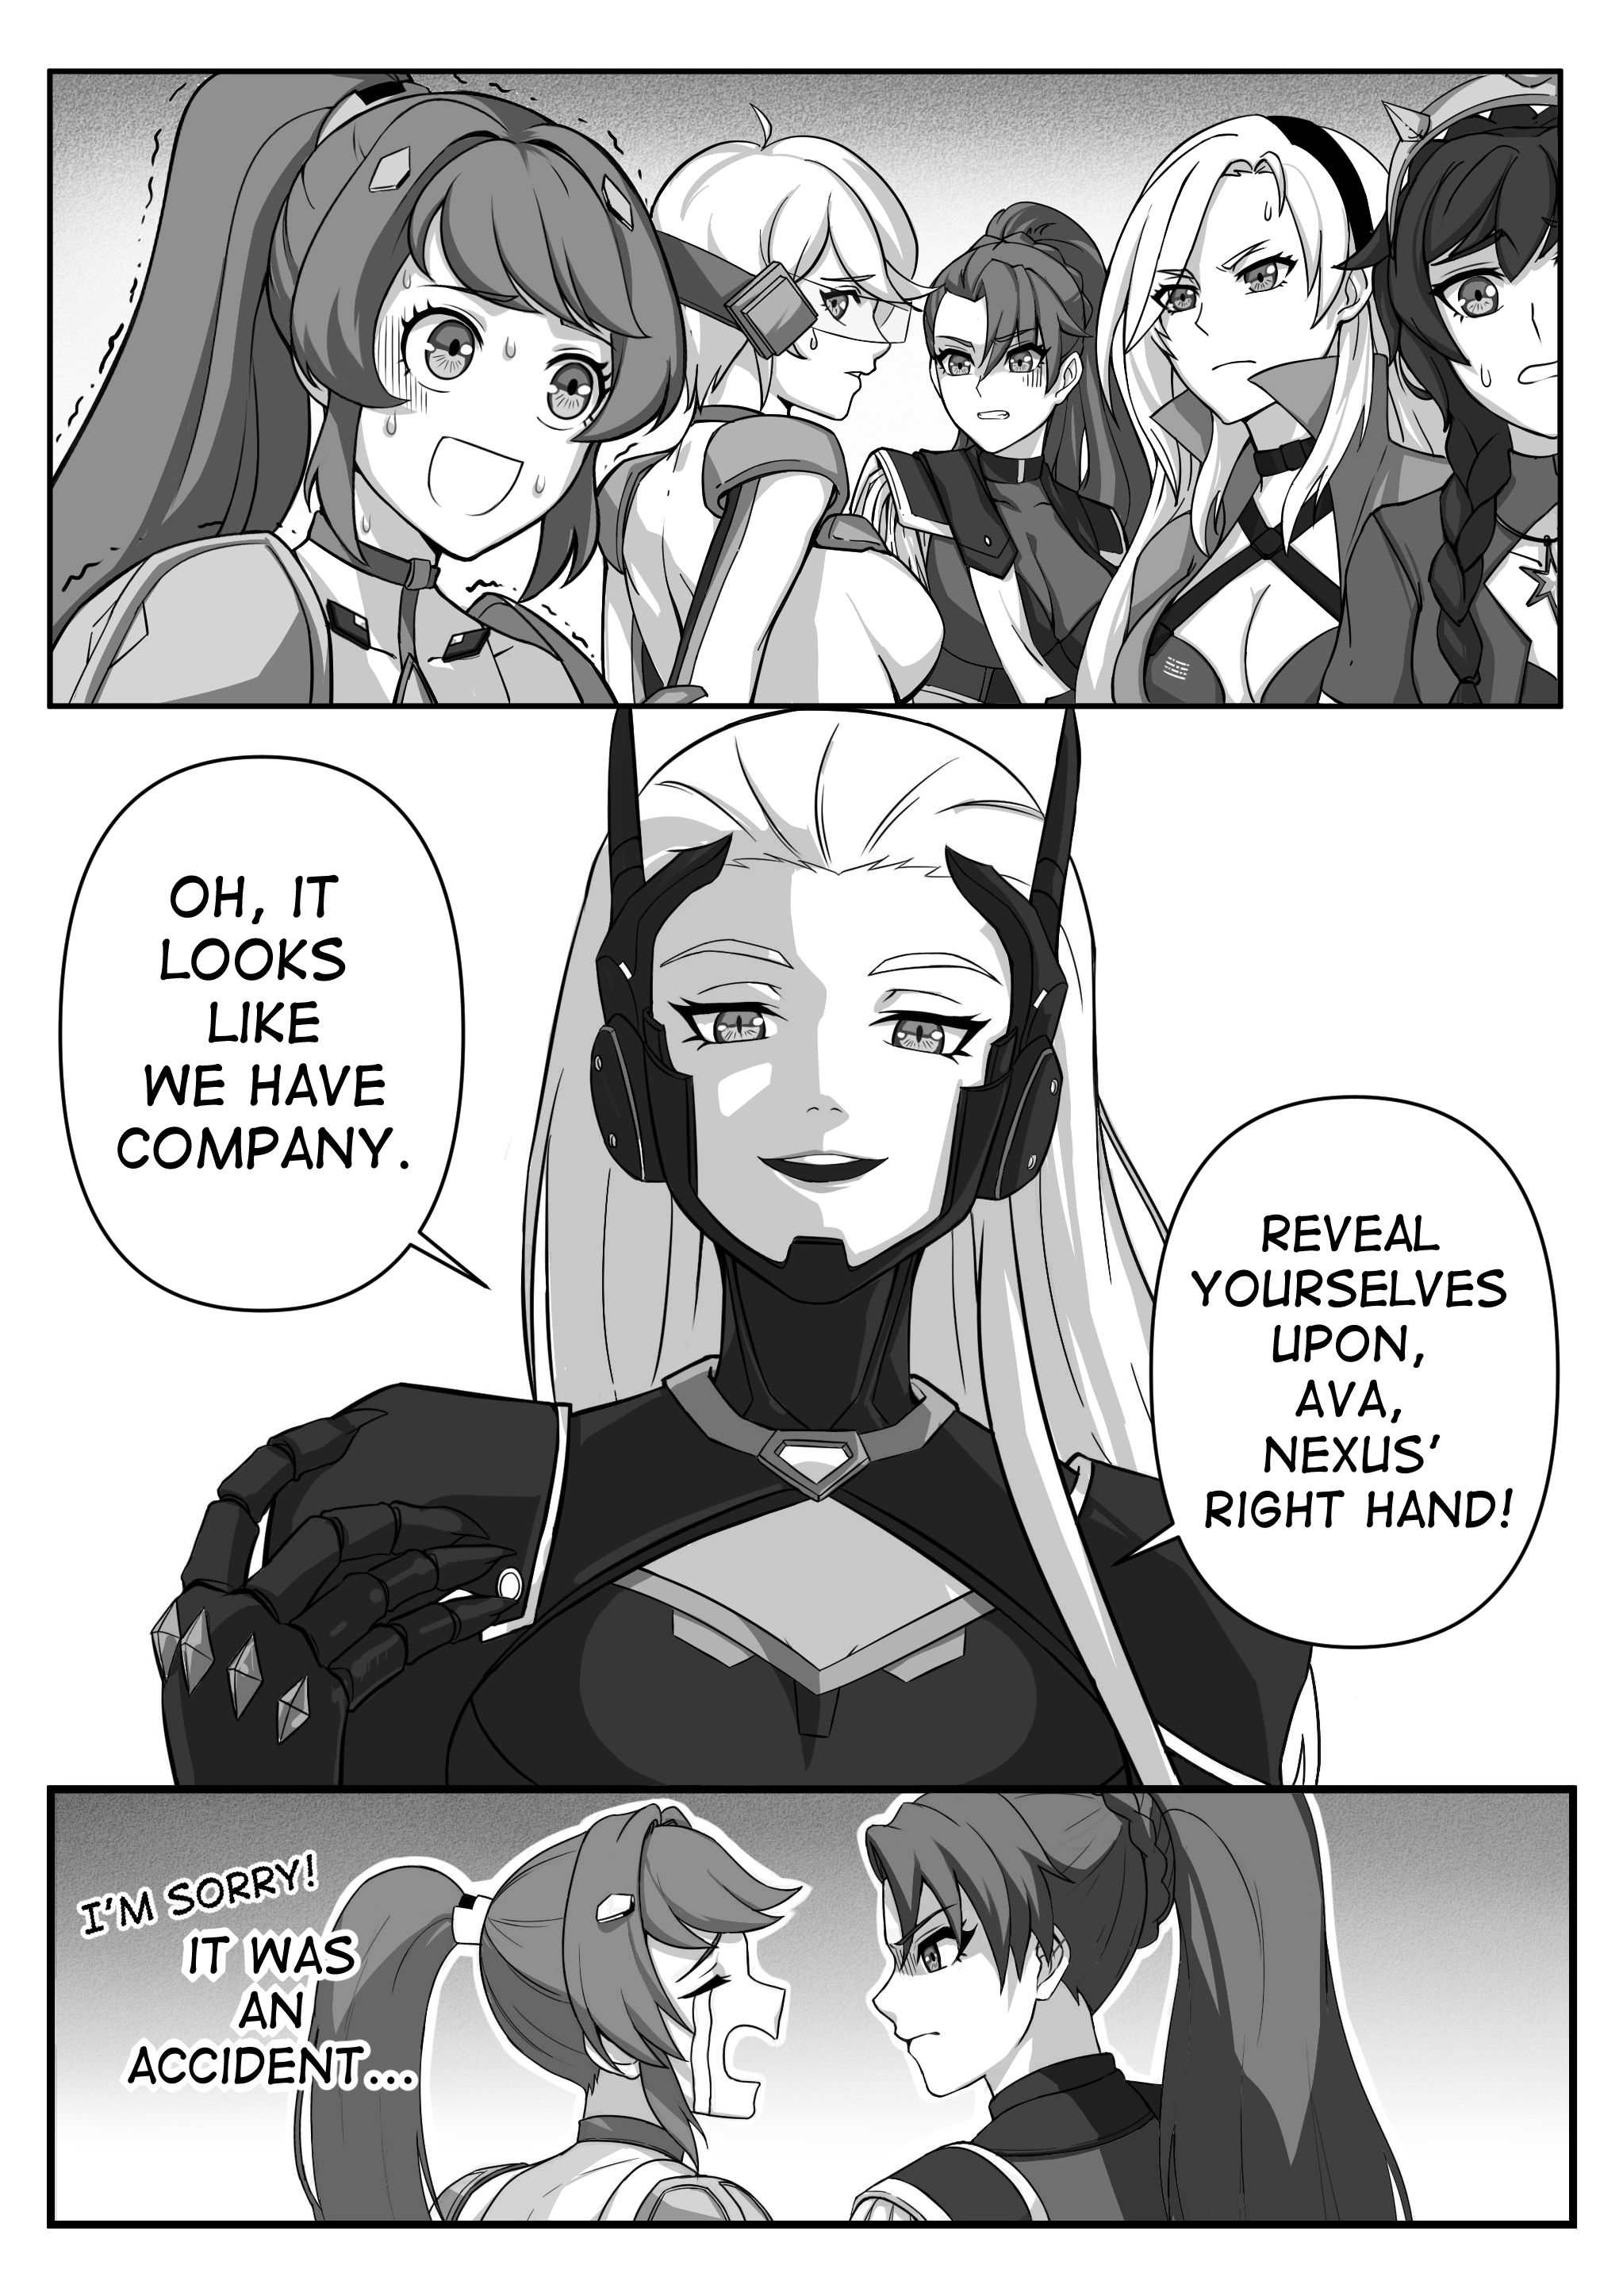 OH, IT
LOOKS
LIKE
WE HAVE
COMPANY.
REVEAL
YOURSELVES
UPON,
AVA,
NEXUS'
RIGHT HAND!
I'M SORRY!
IT WAS
AN
ACCIDENT...